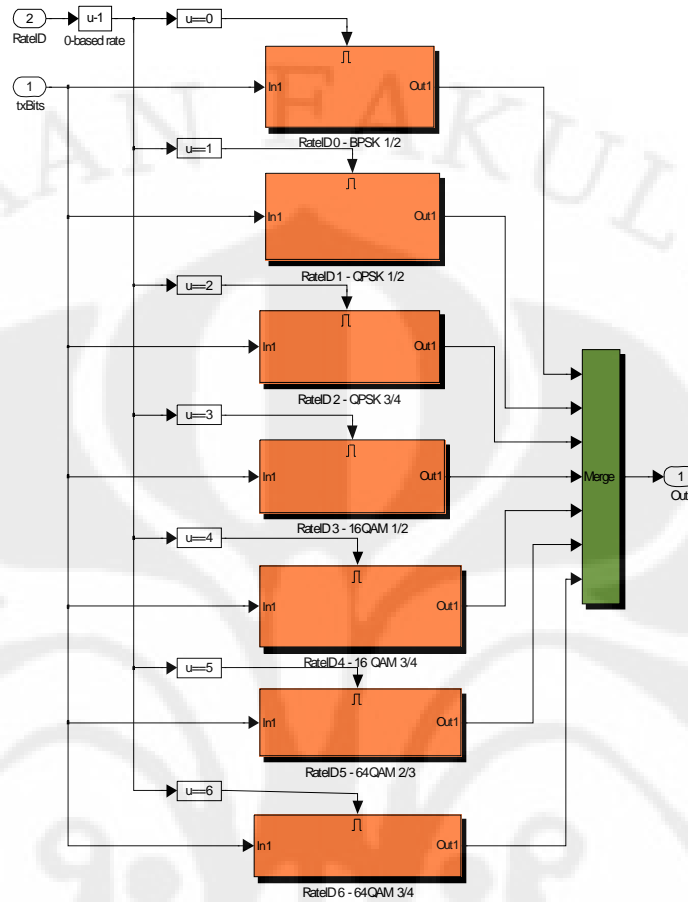 2
u-1
u==0
RateID
0-based rate
1
In1
Out1
txBits
RateID0 - BPSK 1/2
u==1
In1
Out1
RateID1 - QPSK 1/2
u==2
In1
Out1
RateID2 - QPSK 3/4
u==3
In1
Out1
Merge
1
Out
RateID3 - 16QAM 1/2
u==4
In1
Out1
RateID4 - 16 QAM 3/4
u==5
In1
Out1
RateID5 - 64QAM 2/3
u==6
In1
Out1
RateID6 - 64QAM 3/4
AN FAKUL